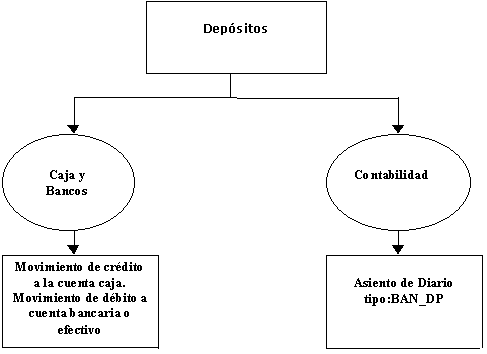 Depósitos
Caja y
Bancos
Contabilidad
Movimiento de crédito
a la cuenta caja.
Movimiento de débito a
cuenta bancaria o
efectivo
Asiento de Diario
tipo:BAN_DP